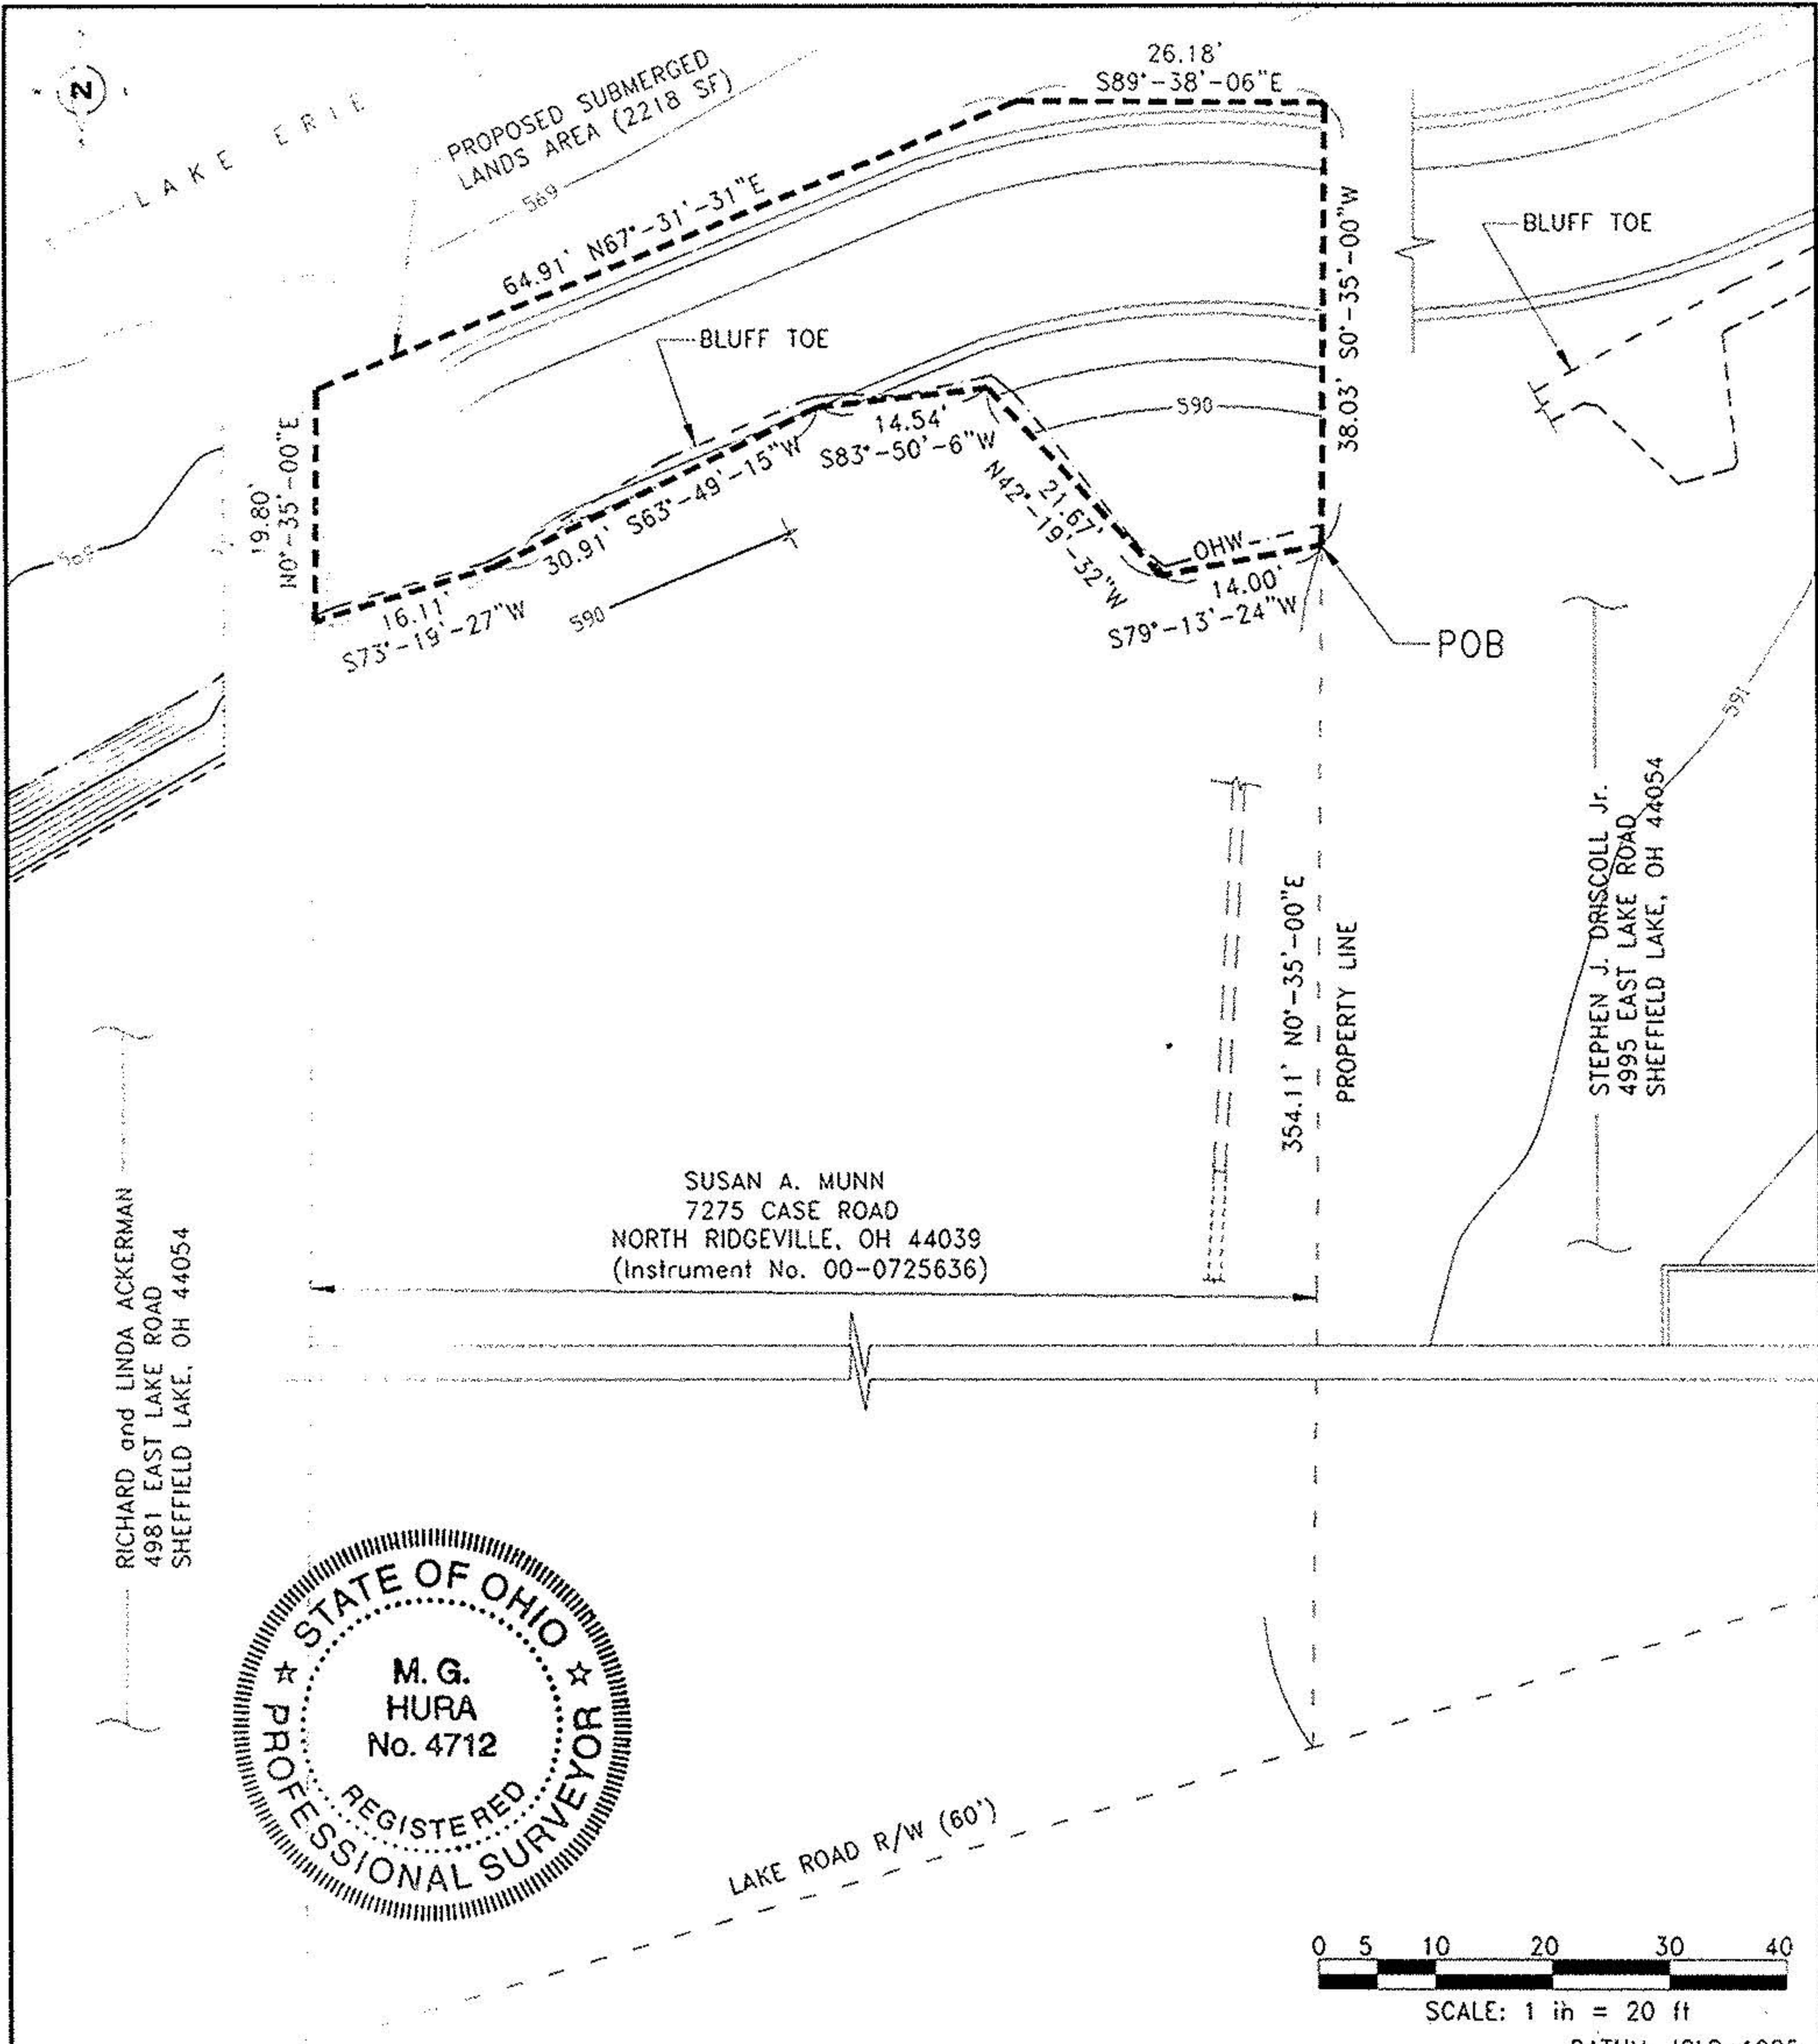 N
LAKE ERIE
PROPOSED SUBMERGED
LANDS AREA (2218 SF)
569
26.18'
S89°-38'-06"E
64.91' N67°-31'-31"E
BLUFF TOE
BLUFF TOE
38.03' S0°-35'-00"W
590
14.54'
S83°-50'-6"W
19.80'
N0°-35'-00"E
30.91' S63°-49'-15"W
21.67'
N42°-19'-32"W
OHW
14.00'
S79°-13'-24"W
16.11'
S73°-19'-27"W
590
POB
591
354.11' N0°-35'-00"E
PROPERTY LINE
STEPHEN J. DRISCOLL Jr.
4995 EAST LAKE ROAD
SHEFFIELD LAKE, OH 44054
SUSAN A. MUNN
7275 CASE ROAD
NORTH RIDGEVILLE, OH 44039
(Instrument No. 00-0725636)
RICHARD and LINDA ACKERMAN
4981 EAST LAKE ROAD
SHEFFIELD LAKE, OH 44054
STATE OF OHIO
M. G.
HURA
No. 4712
REGISTERED
PROFESSIONAL SURVEYOR
LAKE ROAD R/W (60')
0 5 10 20 30 40
SCALE: 1 in = 20 ft